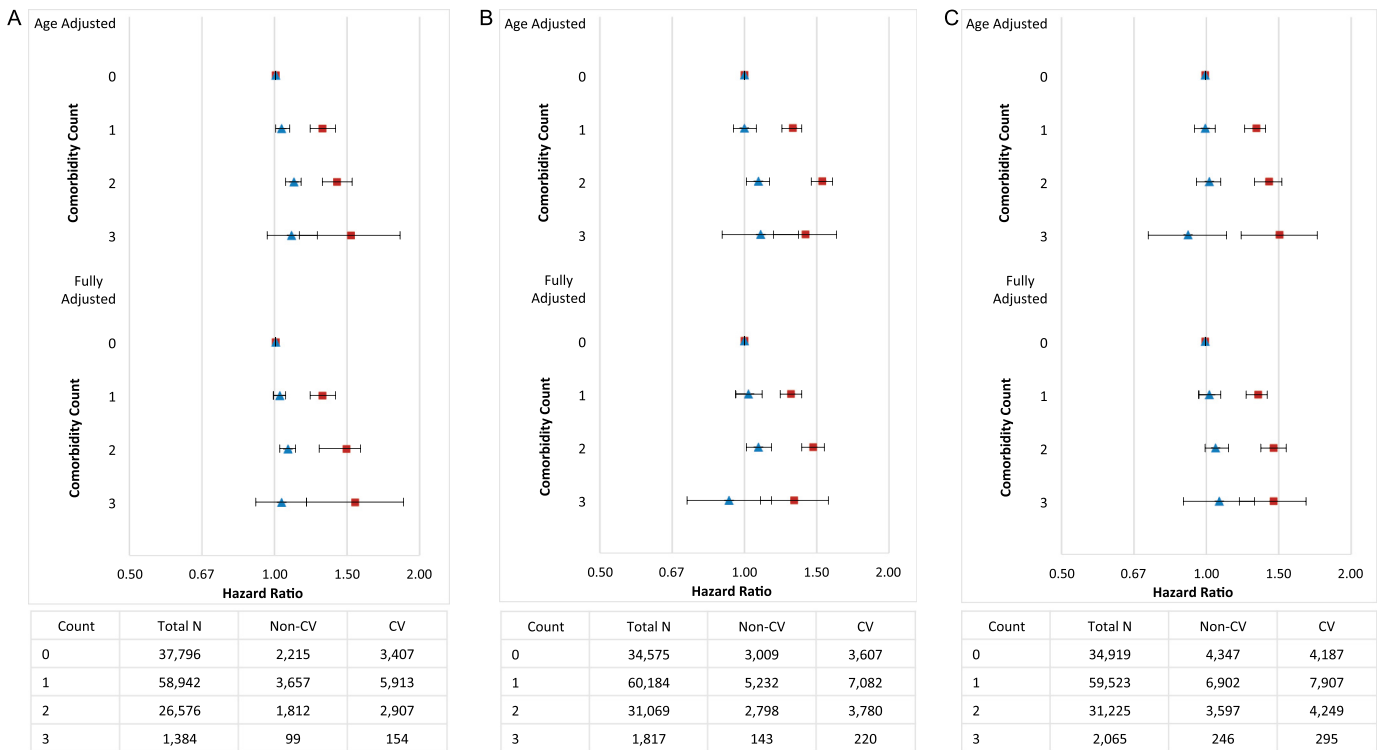 A
Age Adjusted
0
1
2
3
Comorbidity Count
Fully
Adjusted
0
1
2
3
Comorbidity Count
0.50 0.67 1.00 1.50 2.00
Hazard Ratio
Count Total N Non-CV CV
0 37,796 2,215 3,407
1 58,942 3,657 5,913
2 26,576 1,812 2,907
3 1,384 99 154
B
Age Adjusted
0
1
2
3
Comorbidity Count
Fully
Adjusted
0
1
2
3
Comorbidity Count
0.50 0.67 1.00 1.50 2.00
Hazard Ratio
Count Total N Non-CV CV
0 34,575 3,009 3,607
1 60,184 5,232 7,082
2 31,069 2,798 3,780
3 1,817 143 220
C
Age Adjusted
0
1
2
3
Comorbidity Count
Fully
Adjusted
0
1
2
3
Comorbidity Count
0.50 0.67 1.00 1.50 2.00
Hazard Ratio
Count Total N Non-CV CV
0 34,919 4,347 4,187
1 59,523 6,902 7,907
2 31,225 3,597 4,249
3 2,065 246 295